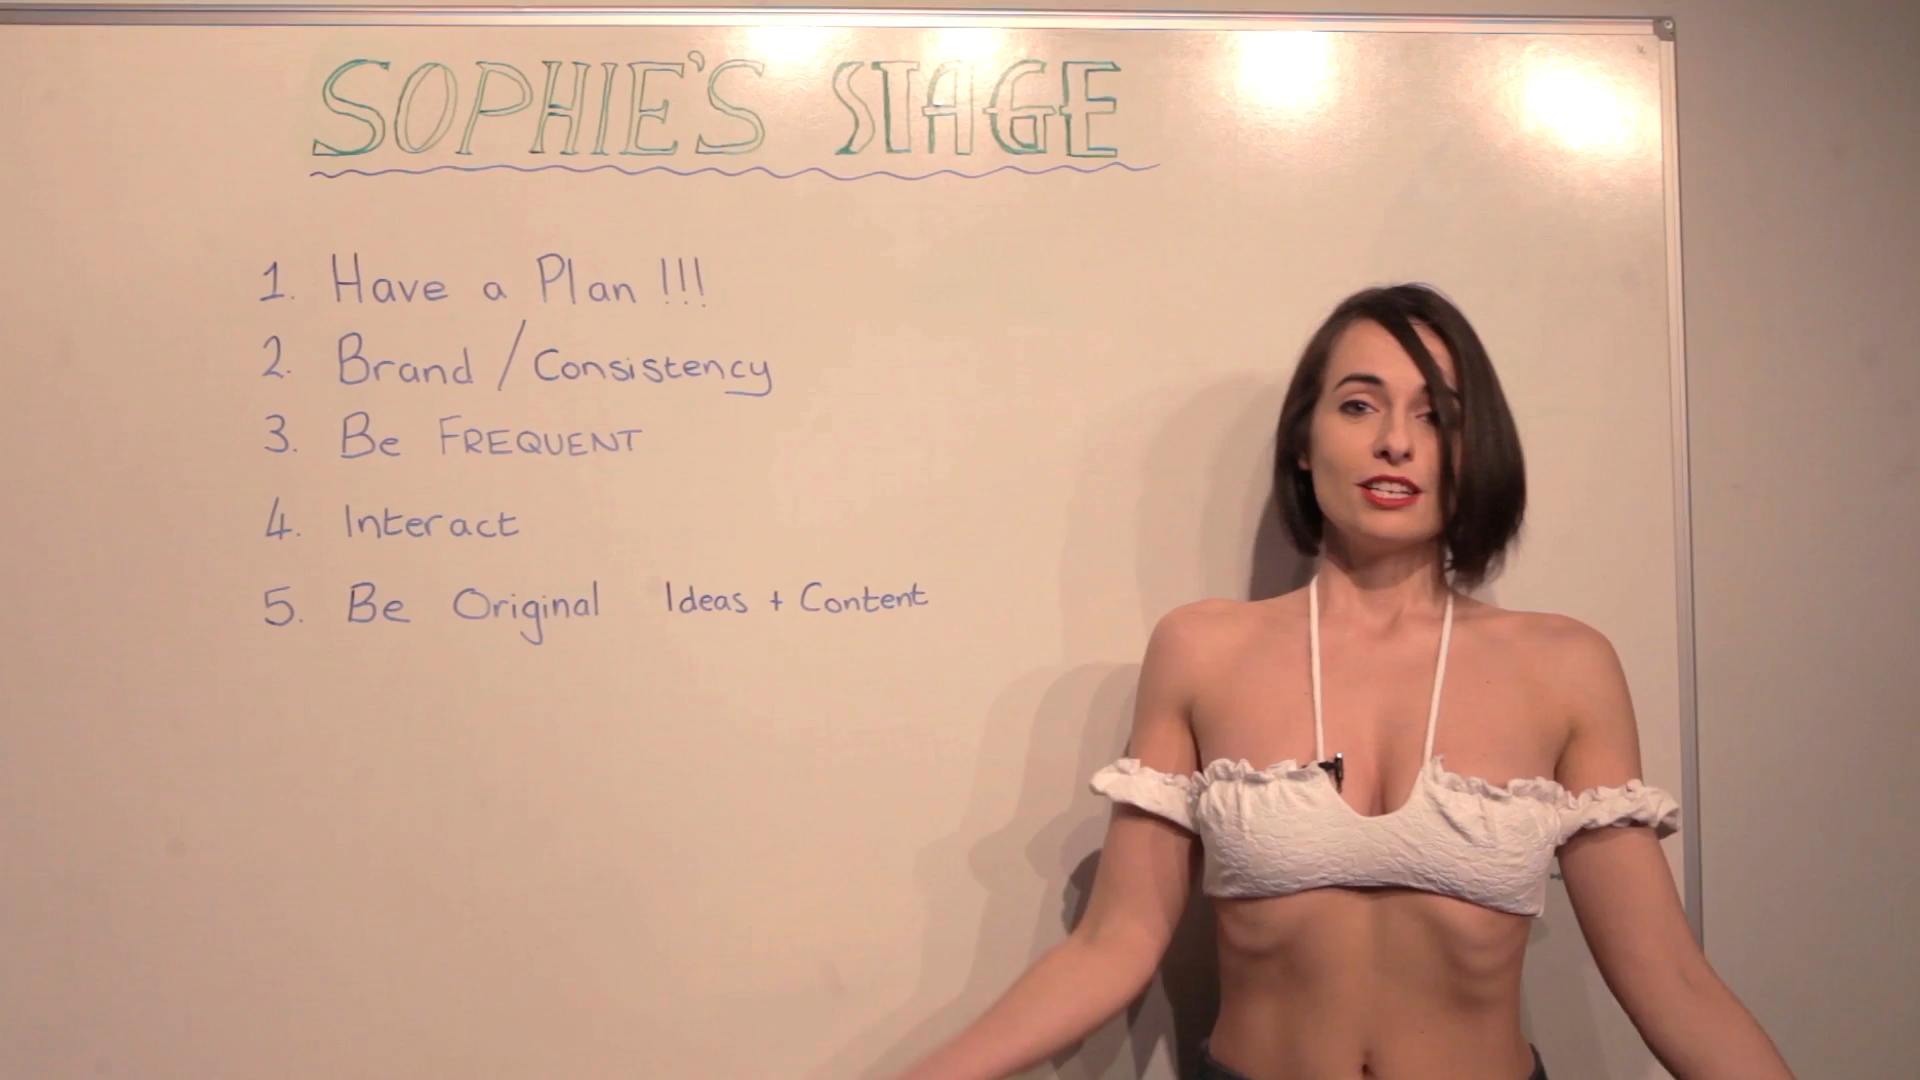 SOPHIE'S STAGE
1. Have a Plan !!!
2. Brand / Consistency
3. Be FREQUENT
4. Interact
5. Be Original Ideas + Content